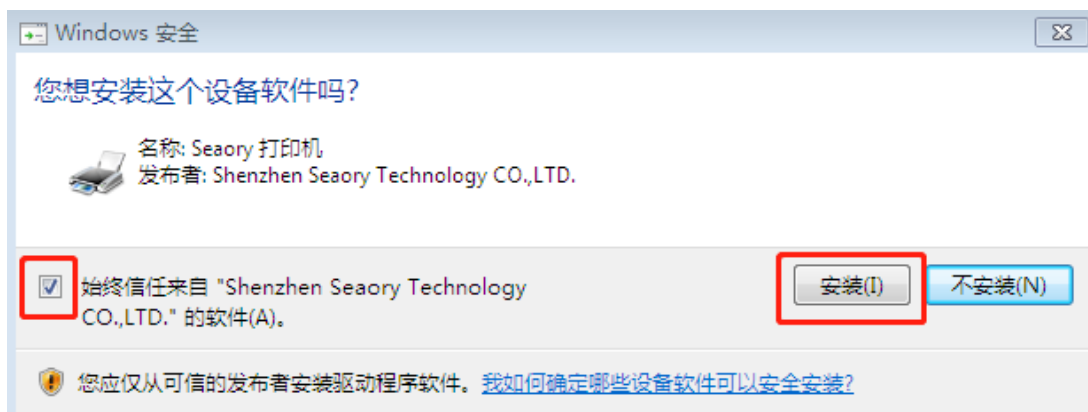 Windows 安全
您想安装这个设备软件吗?
名称: Seaory 打印机
发布者: Shenzhen Seaory Technology CO.,LTD.
始终信任来自 "Shenzhen Seaory Technology
CO.,LTD." 的软件(A)。
安装(I)
不安装(N)
您应仅从可信的发布者安装驱动程序软件。我如何确定哪些设备软件可以安全安装?